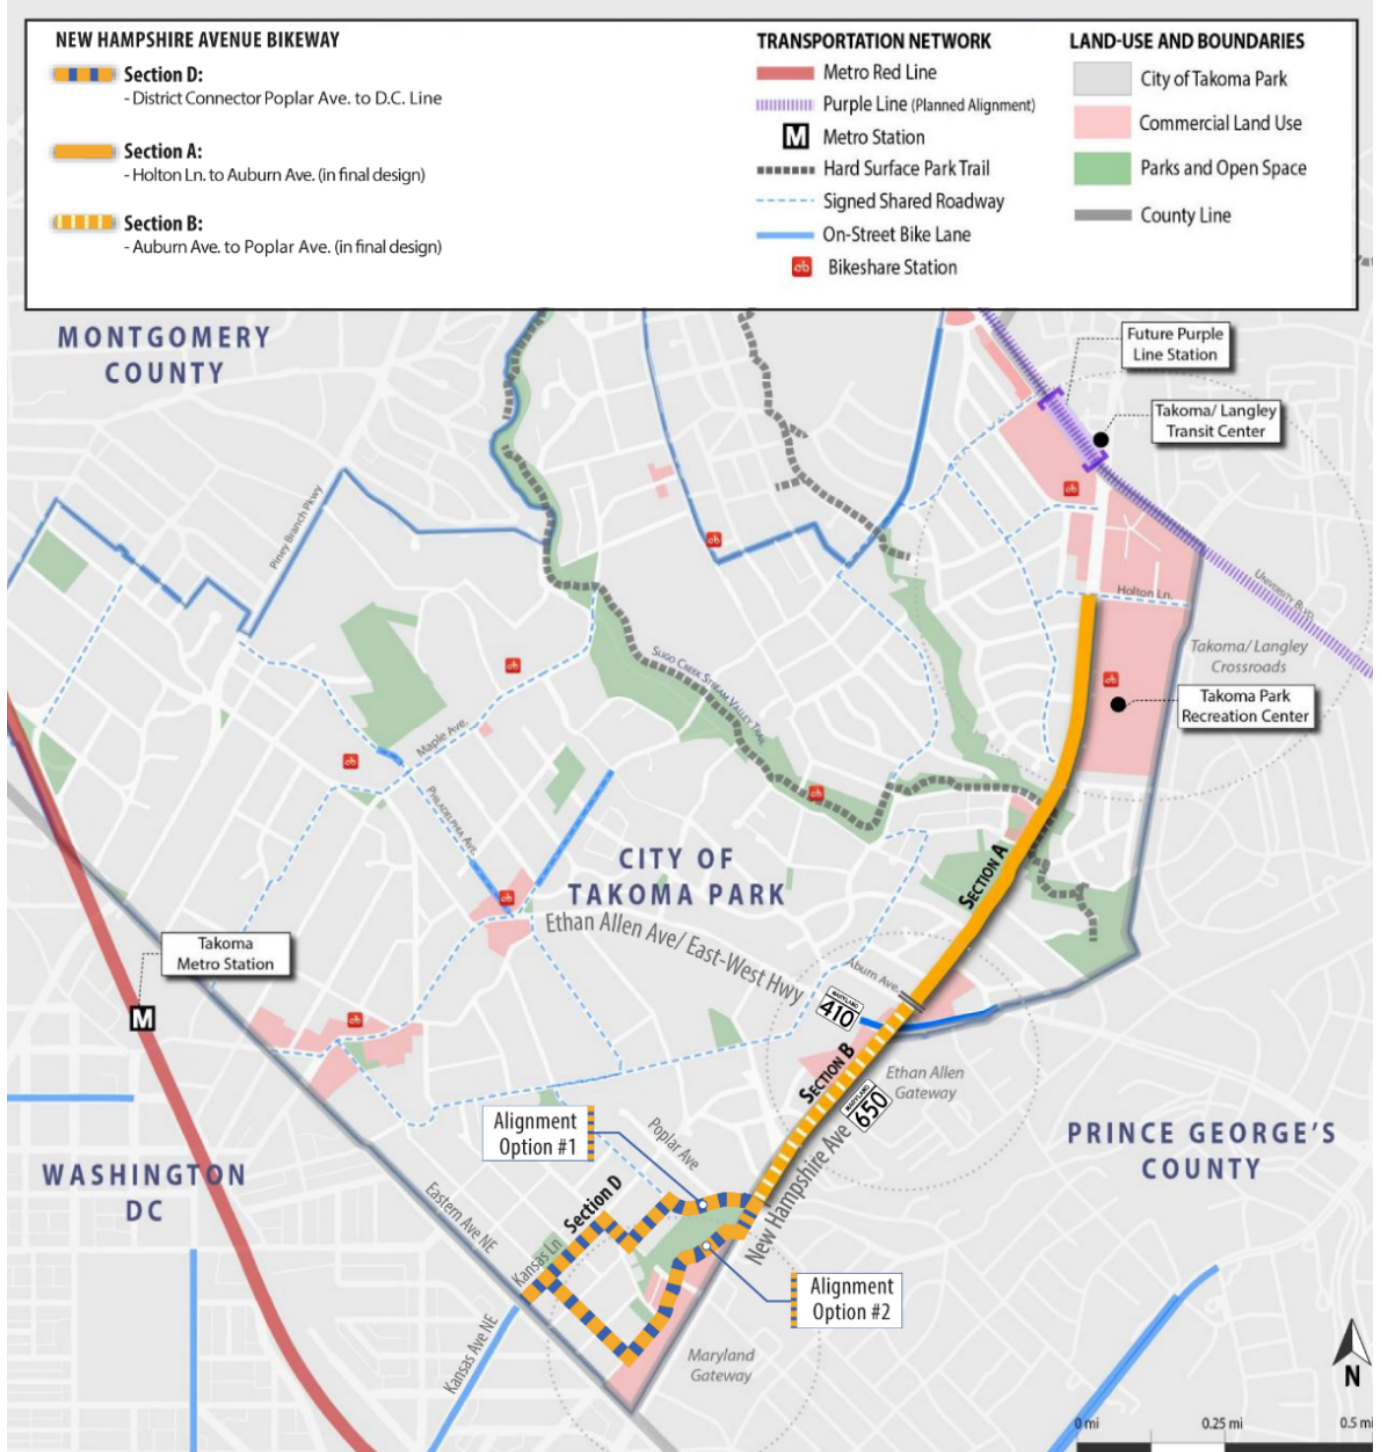 NEW HAMPSHIRE AVENUE BIKEWAY
Section D:
- District Connector Poplar Ave. to D.C. Line
Section A:
- Holton Ln. to Auburn Ave. (in final design)
Section B:
- Auburn Ave. to Poplar Ave. (in final design)
TRANSPORTATION NETWORK
Metro Red Line
Purple Line (Planned Alignment)
M Metro Station
Hard Surface Park Trail
Signed Shared Roadway
On-Street Bike Lane
Bikeshare Station
LAND-USE AND BOUNDARIES
City of Takoma Park
Commercial Land Use
Parks and Open Space
County Line
MONTGOMERY
COUNTY
Future Purple
Line Station
Takoma/ Langley
Transit Center
Piney Branch Pkwy
University Blvd.
Holton Ln.
Takoma/ Langley
Crossroads
Sligo Creek Stream Valley Trail
Takoma Park
Recreation Center
Maple Ave.
Philadelphia Ave.
CITY OF
TAKOMA PARK
SECTION A
Ethan Allen Ave/ East-West Hwy
Takoma
Metro Station
M
Aburn Ave.
MARYLAND
410
SECTION B
Ethan Allen
Gateway
MARYLAND
650
New Hampshire Ave
Alignment
Option #1
Poplar Ave
PRINCE GEORGE'S
COUNTY
WASHINGTON
DC
Eastern Ave NE
Section D
Kansas Ln
Alignment
Option #2
Kansas Ave NE
Maryland
Gateway
N
0 mi
0.25 mi
0.5 mi